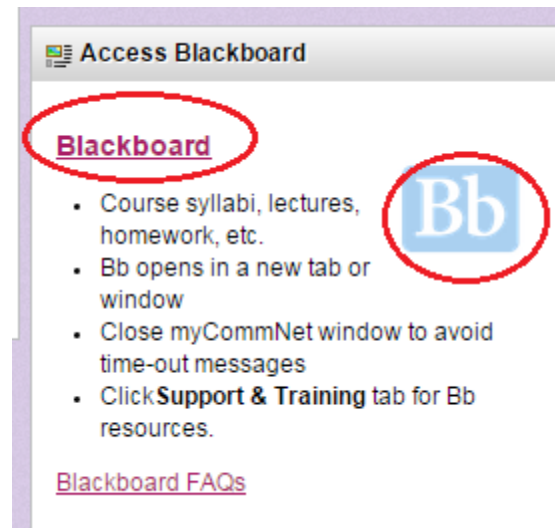 Access Blackboard
Blackboard
Bb
• Course syllabi, lectures,
homework, etc.
• Bb opens in a new tab or
window
• Close myCommNet window to avoid
time-out messages
• ClickSupport & Training tab for Bb
resources.
Blackboard FAQs